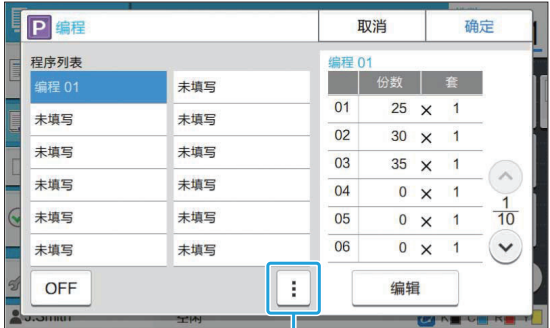 P 编程 取消 确定
程序列表 编程 01
编程 01 未填写 份数 套
未填写 未填写 01 25 × 1
未填写 未填写 02 30 × 1
未填写 未填写 03 35 × 1
未填写 未填写 04 0 × 1
未填写 未填写 05 0 × 1
06 0 × 1
1
10
OFF 编辑
J.Smith 空闲